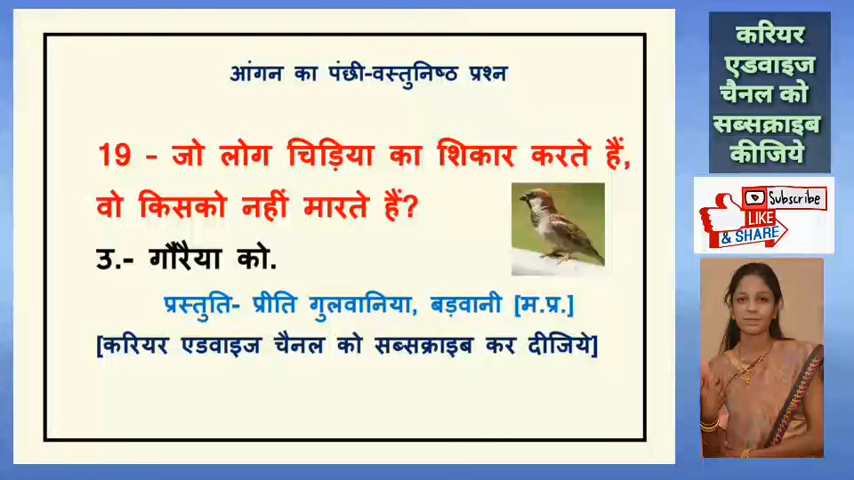 आंगन का पंछी-वस्तुनिष्ठ प्रश्न
19 - जो लोग चिड़िया का शिकार करते हैं,
वो किसको नहीं मारते हैं?
उ.- गौरैया को.
प्रस्तुति- प्रीति गुलवानिया, बड़वानी [म.प्र.]
[करियर एडवाइज चैनल को सब्सक्राइब कर दीजिये]
करियर
एडवाइज
चैनल को
सब्सक्राइब
कीजिये
Subscribe
LIKE
& SHARE